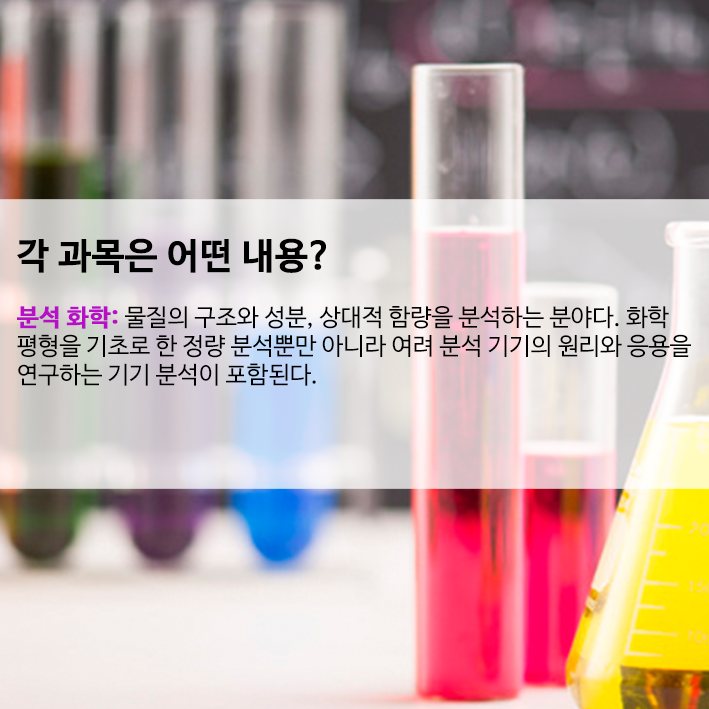 각 과목은 어떤 내용?
분석 화학: 물질의 구조와 성분, 상대적 함량을 분석하는 분야다. 화학
평형을 기초로 한 정량 분석뿐만 아니라 여려 분석 기기의 원리와 응용을
연구하는 기기 분석이 포함된다.